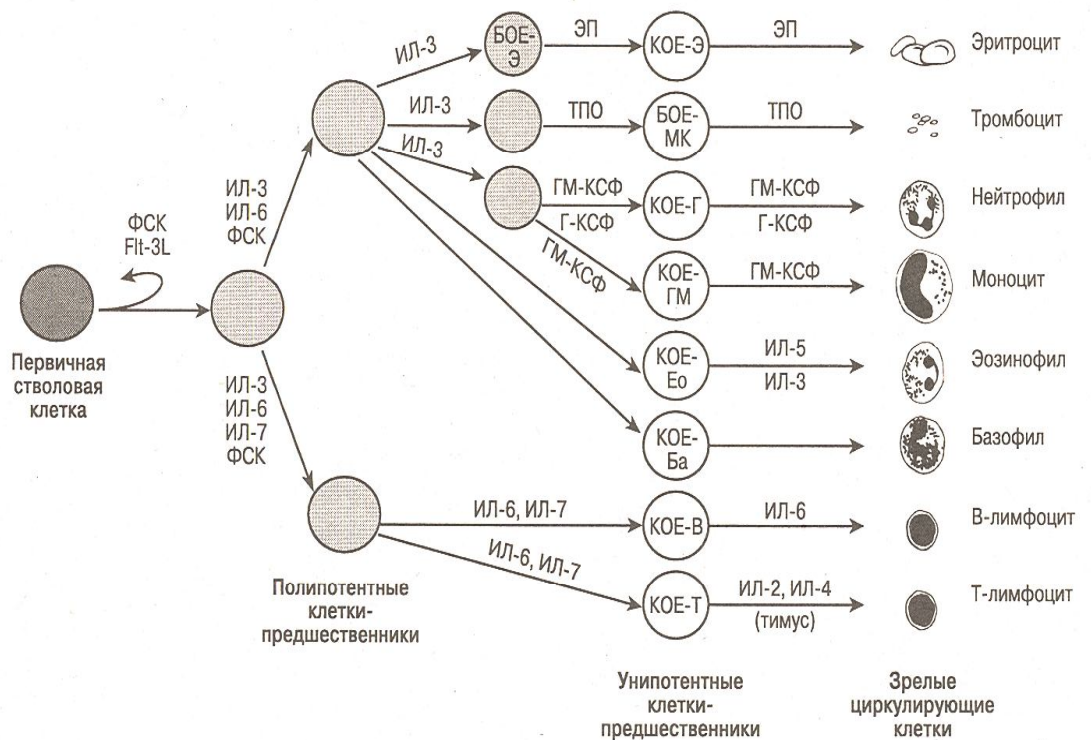 ИЛ-3
БОЕ-
Э
ЭП
КОЕ-Э
ЭП
Эритроцит
ИЛ-3
ТПО
БОЕ-
МК
ТПО
Тромбоцит
ИЛ-3
ГМ-КСФ
Г-КСФ
КОЕ-Г
ГМ-КСФ
Г-КСФ
Нейтрофил
ГМ-КСФ
КОЕ-
ГМ
ГМ-КСФ
Моноцит
ИЛ-3
ИЛ-6
ФСК
ФСК
Flt-3L
Первичная
стволовая
клетка
КОЕ-
Ео
ИЛ-5
ИЛ-3
Эозинофил
КОЕ-
Ба
Базофил
ИЛ-3
ИЛ-6
ИЛ-7
ФСК
ИЛ-6, ИЛ-7
КОЕ-В
ИЛ-6
В-лимфоцит
ИЛ-6, ИЛ-7
КОЕ-Т
ИЛ-2, ИЛ-4
(тимус)
Т-лимфоцит
Полипотентные
клетки-
предшественники
Унипотентные
клетки-
предшественники
Зрелые
циркулирующие
клетки